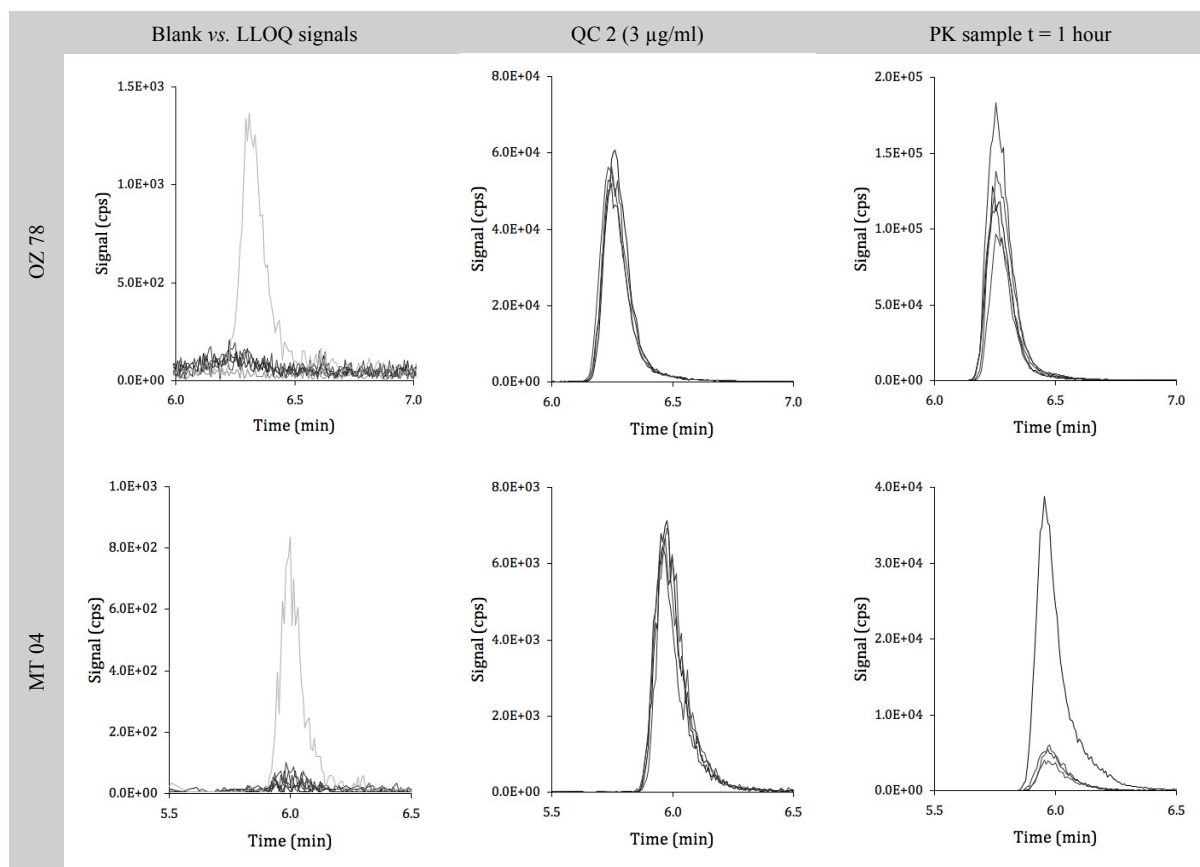 Blank vs. LLOQ signals
QC 2 (3 µg/ml)
PK sample t = 1 hour
OZ 78
Signal (cps)
1.5E+03
1.0E+03
5.0E+02
0.0E+00
6.0
6.5
7.0
Time (min)
Signal (cps)
8.0E+04
6.0E+04
4.0E+04
2.0E+04
0.0E+00
6.0
6.5
7.0
Time (min)
Signal (cps)
2.0E+05
1.5E+05
1.0E+05
5.0E+04
0.0E+00
6.0
6.5
7.0
Time (min)
MT 04
Signal (cps)
1.0E+03
8.0E+02
6.0E+02
4.0E+02
2.0E+02
0.0E+00
5.5
6.0
6.5
Time (min)
Signal (cps)
8.0E+03
6.0E+03
4.0E+03
2.0E+03
0.0E+00
5.5
6.0
6.5
Time (min)
Signal (cps)
4.0E+04
3.0E+04
2.0E+04
1.0E+04
0.0E+00
5.5
6.0
6.5
Time (min)